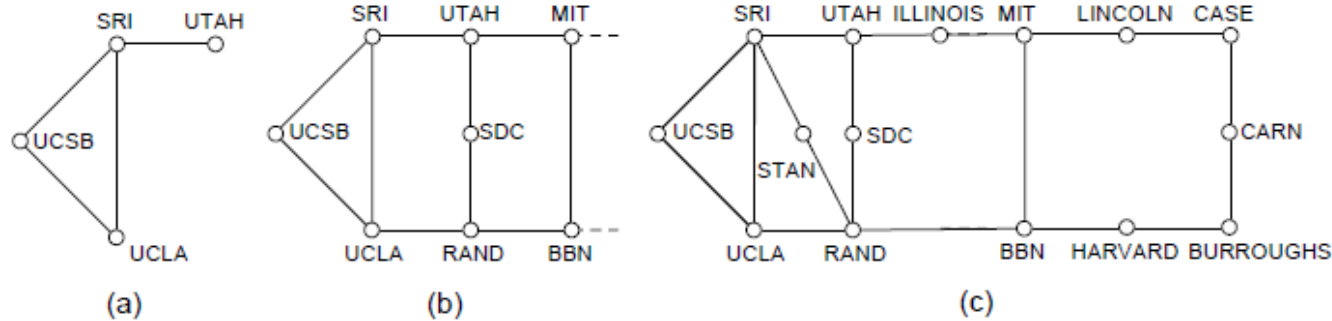 SRI UTAH
UCSB
UCLA
(a)
SRI UTAH MIT
UCSB SDC
UCLA RAND BBN
(b)
SRI UTAH ILLINOIS MIT LINCOLN CASE
UCSB SDC CARN
STAN
UCLA RAND BBN HARVARD BURROUGHS
(c)